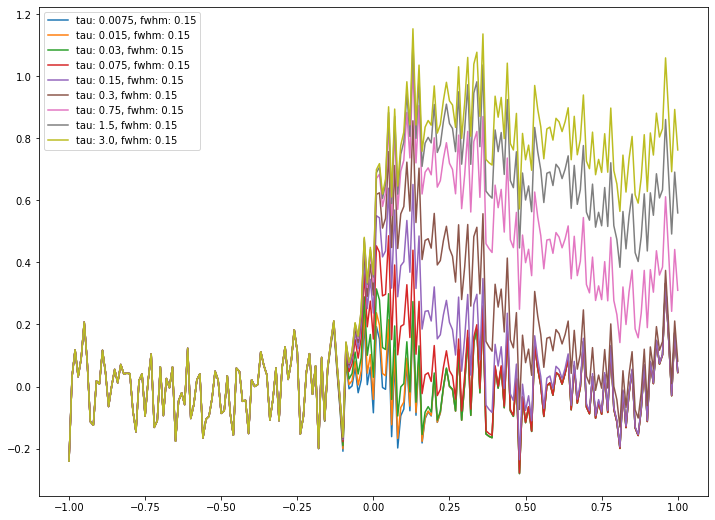 tau: 0.0075, fwhm: 0.15
tau: 0.015, fwhm: 0.15
tau: 0.03, fwhm: 0.15
tau: 0.075, fwhm: 0.15
tau: 0.15, fwhm: 0.15
tau: 0.3, fwhm: 0.15
tau: 0.75, fwhm: 0.15
tau: 1.5, fwhm: 0.15
tau: 3.0, fwhm: 0.15
1.2
1.0
0.8
0.6
0.4
0.2
0.0
−0.2
−1.00 −0.75 −0.50 −0.25 0.00 0.25 0.50 0.75 1.00